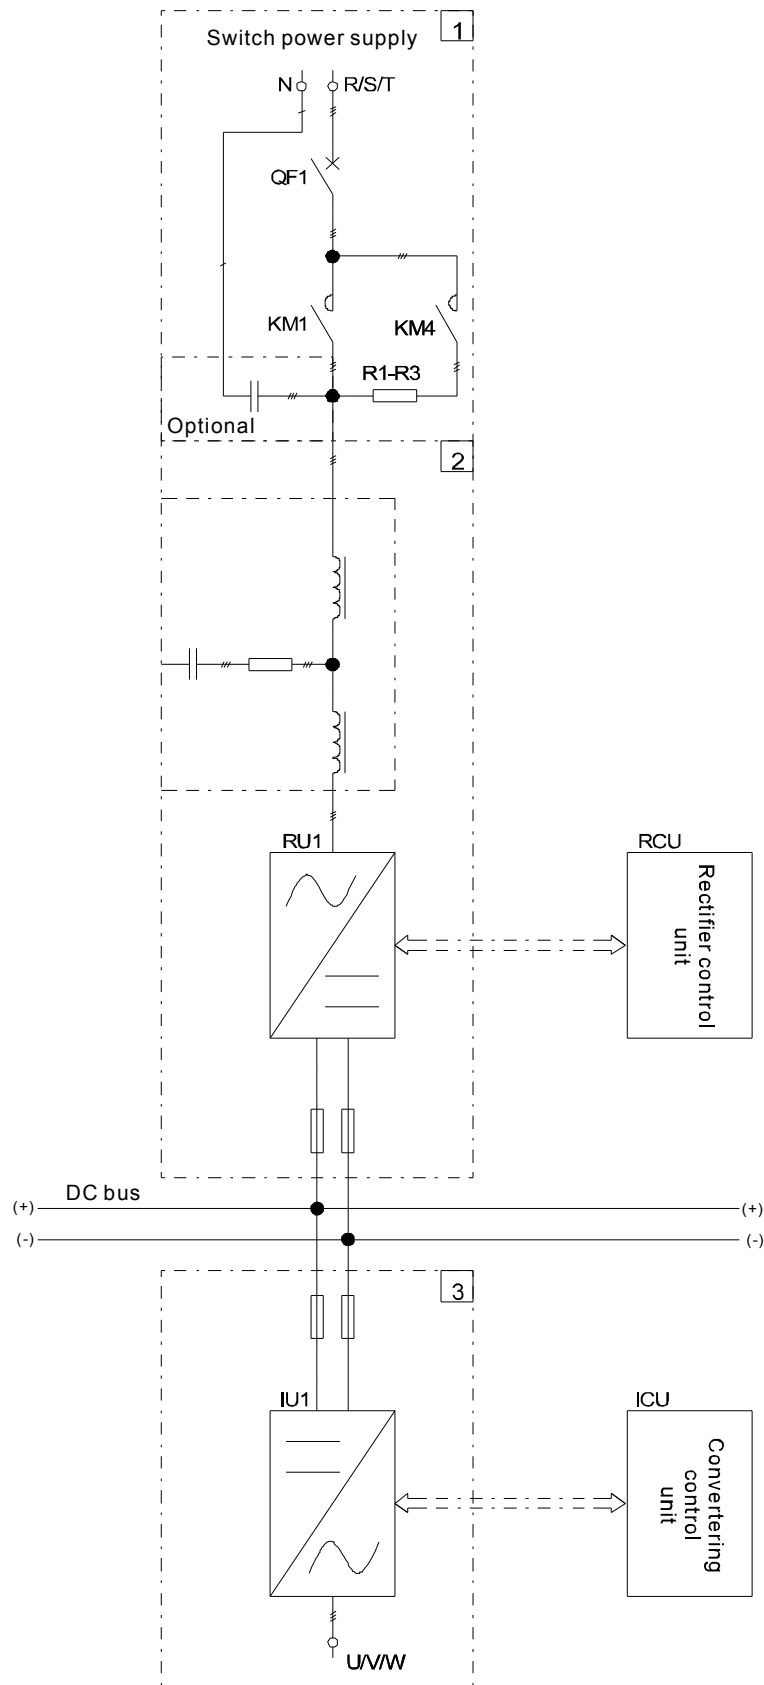 1
Switch power supply
N
R/S/T
QF1
KM1
KM4
R1-R3
Optional
2
RU1
RCU
Rectifier control
unit
DC bus
(+)
(+)
(-)
(-)
3
IU1
ICU
Convertering
control
unit
U/V/W